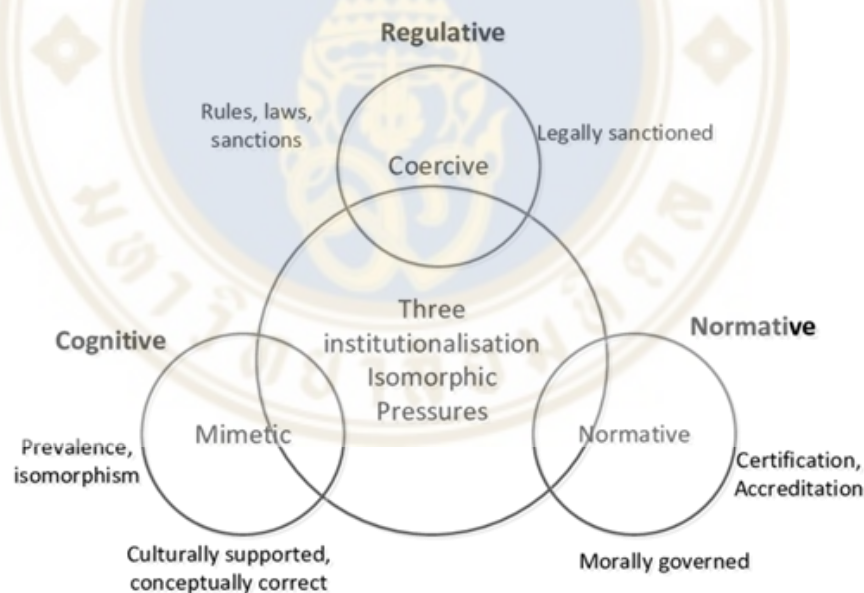 Regulative
Rules, laws,
sanctions
Legally sanctioned
Coercive
Three
institutionalisation
Isomorphic
Pressures
Cognitive
Normative
Mimetic
Normative
Prevalence,
isomorphism
Certification,
Accreditation
Culturally supported,
conceptually correct
Morally governed